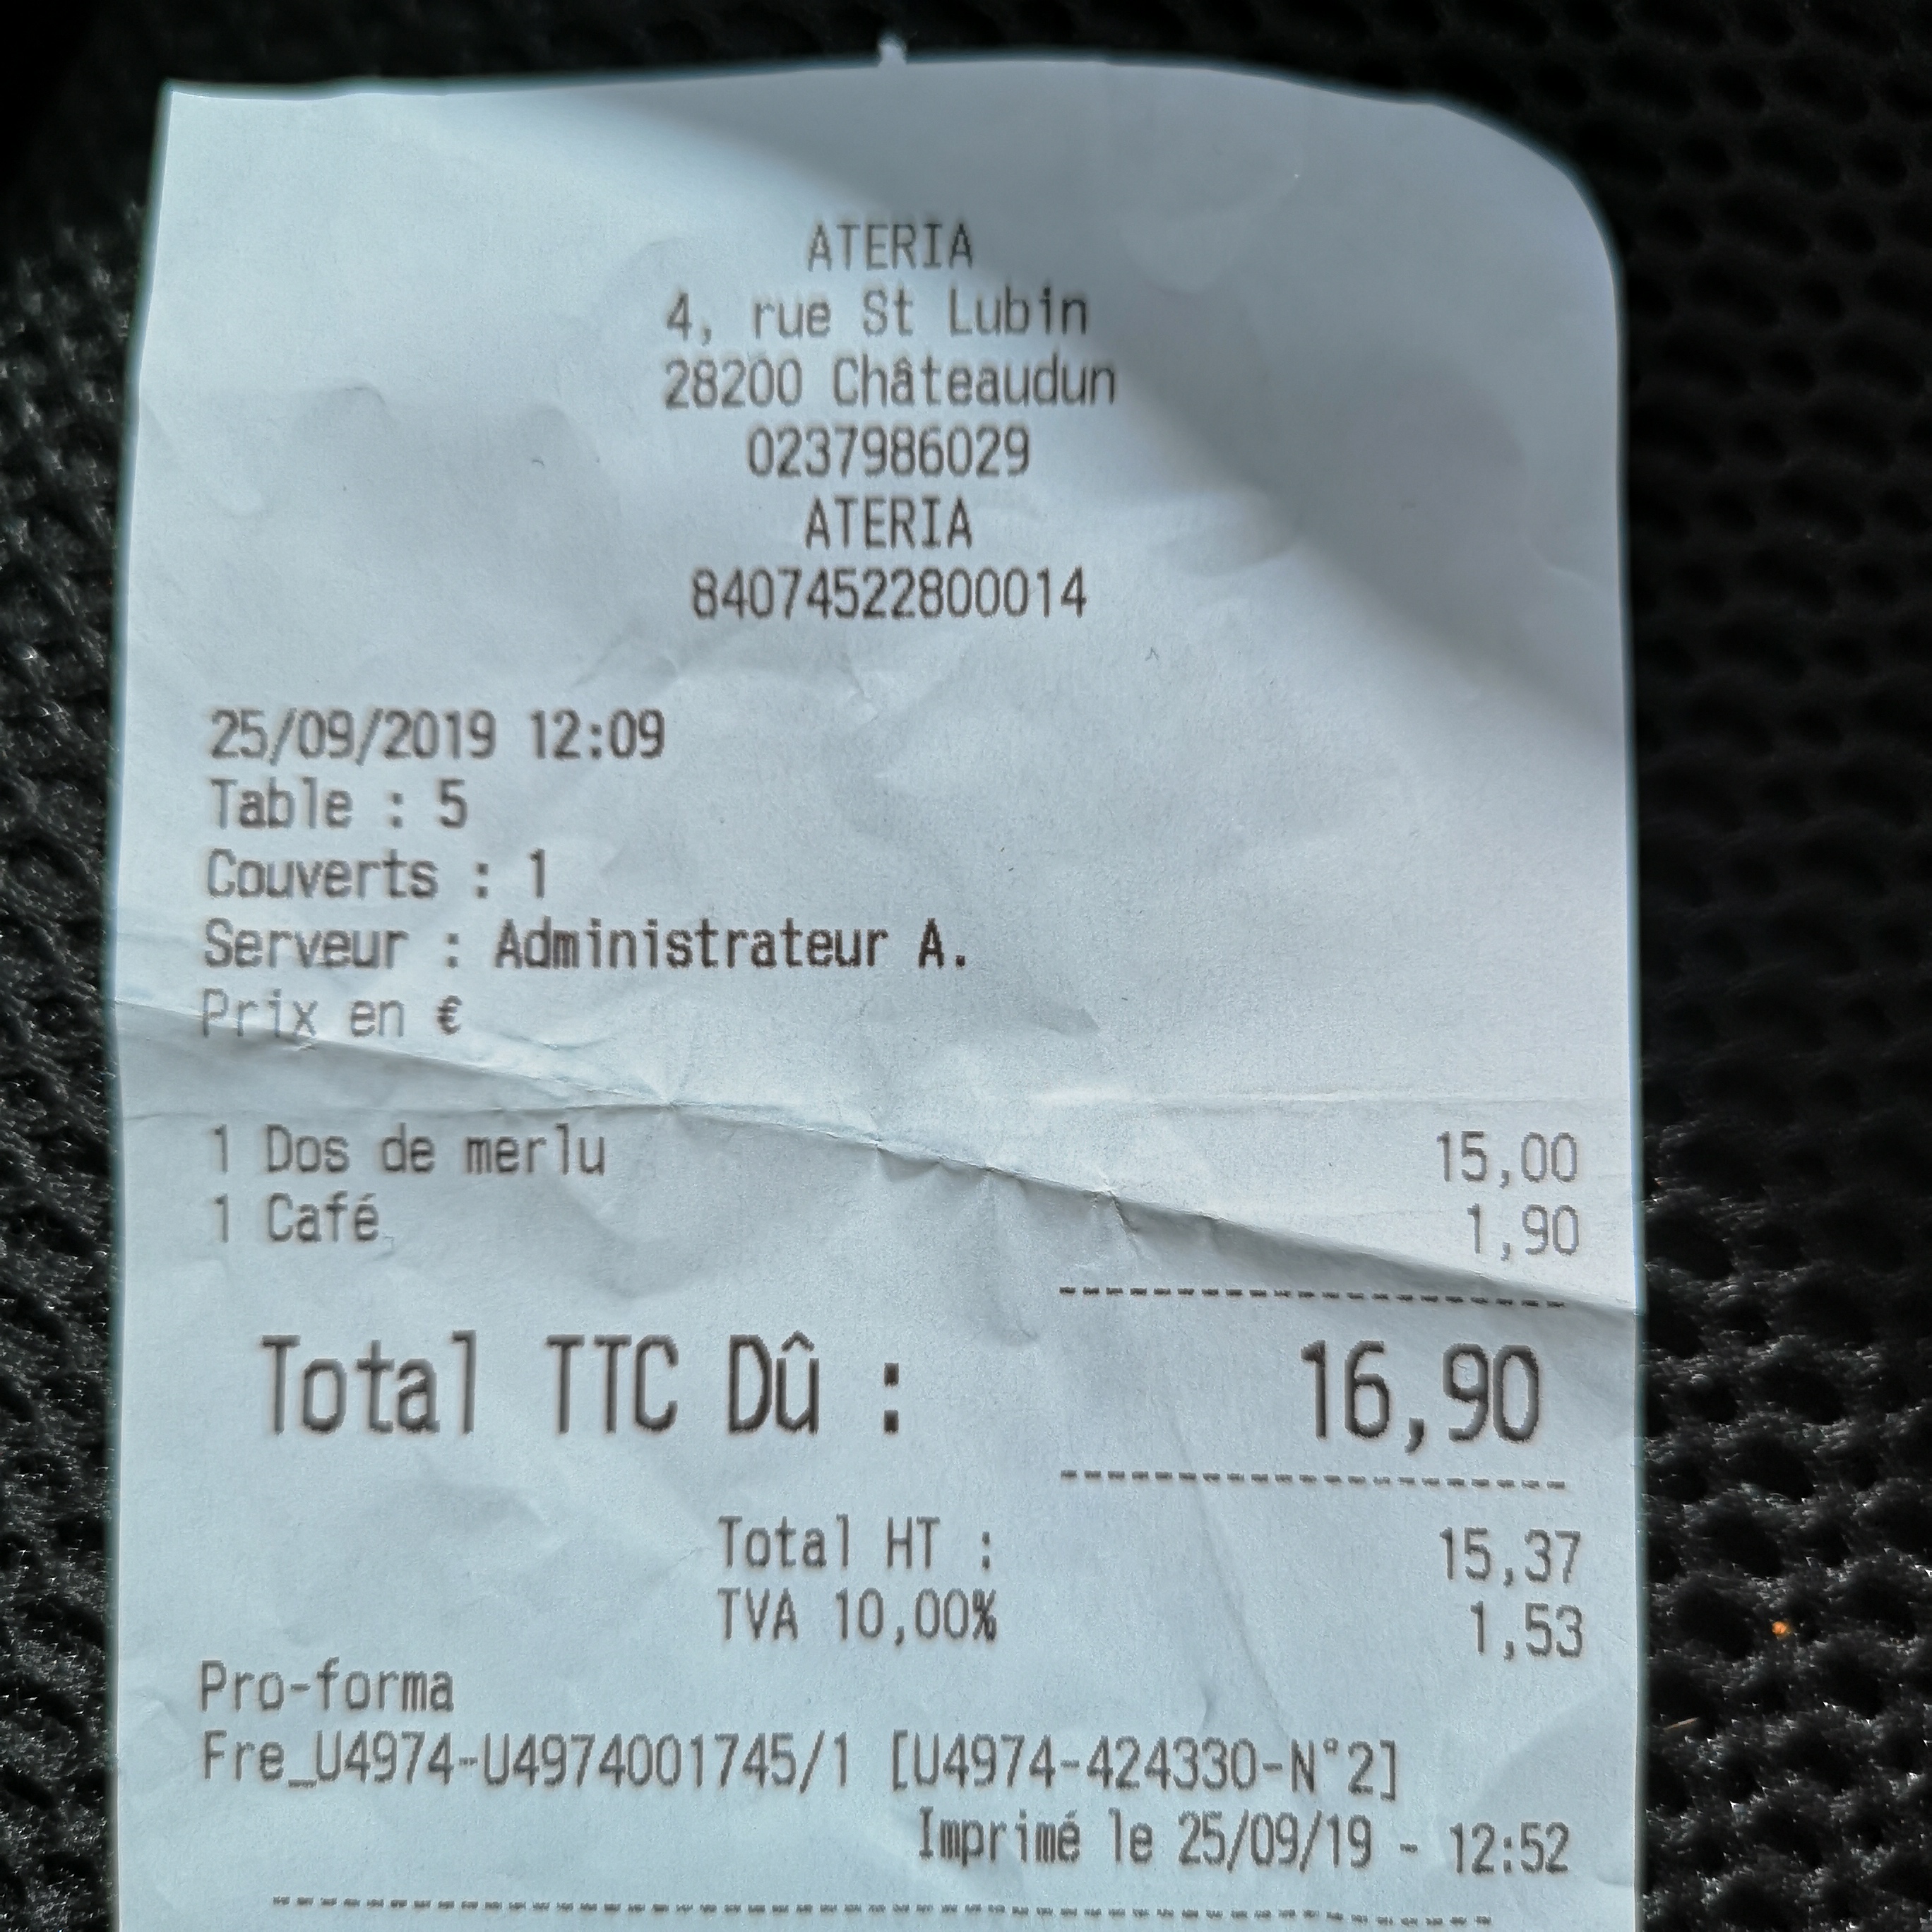 ATERIA
4, rue St Lubin
28200 Châteaudun
0237986029
ATERIA
84074522800014
25/09/2019 12:09
Table : 5
Couverts : 1
Serveur : Administrateur A.
Prix en €
1 Dos de merlu 15,00
1 Café 1,90
Total TTC Dû : 16,90
Total HT : 15,37
TVA 10,00% 1,53
Pro-forma
Fre_U4974-U4974001745/1 [U4974-424330-N°2]
Imprimé le 25/09/19 - 12:52